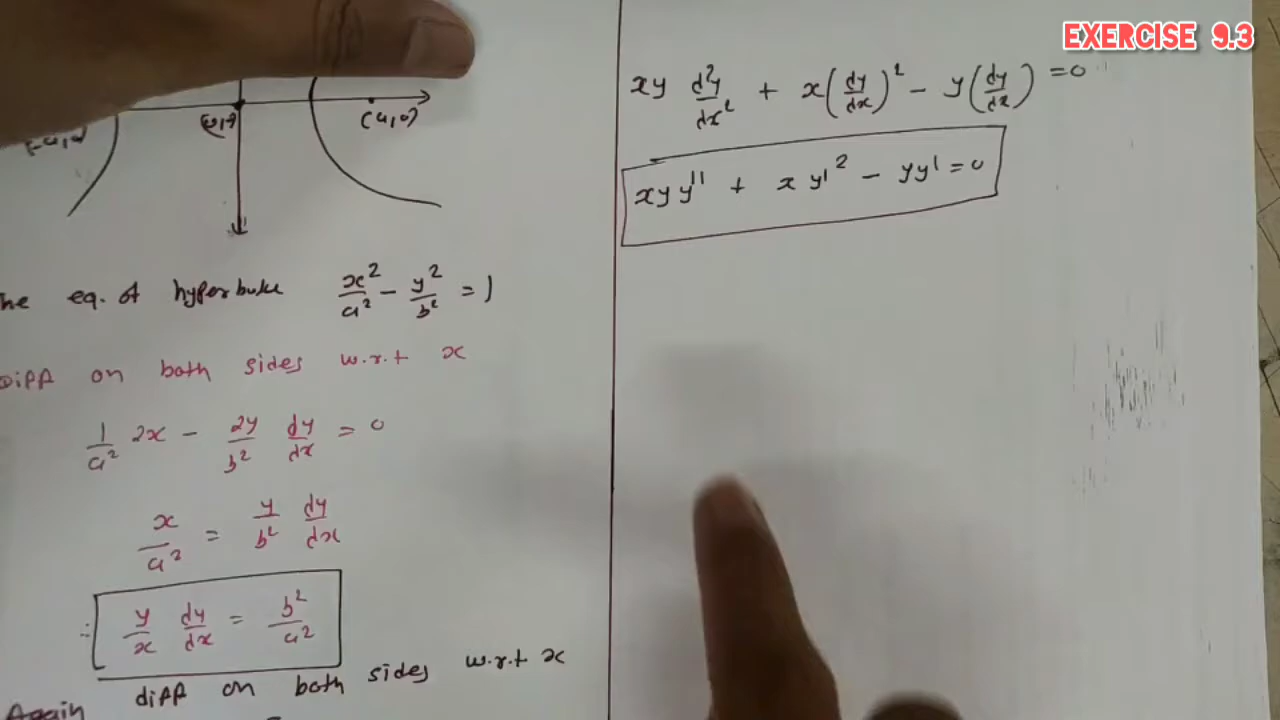 EXERCISE 9.3
(a,0)
The eq. of hyperbula x²/a² - y²/b² = 1
Diff on both sides w.r.t x
1/a² 2x - 2y/b² dy/dx = 0
x/a² = y/b² dy/dx
∴ y/x dy/dx = b²/a²
Again diff on both sides w.r.t x
xy d²y/dx² + x(dy/dx)² - y(dy/dx) = 0
xyy'' + xy'² - yy' = 0